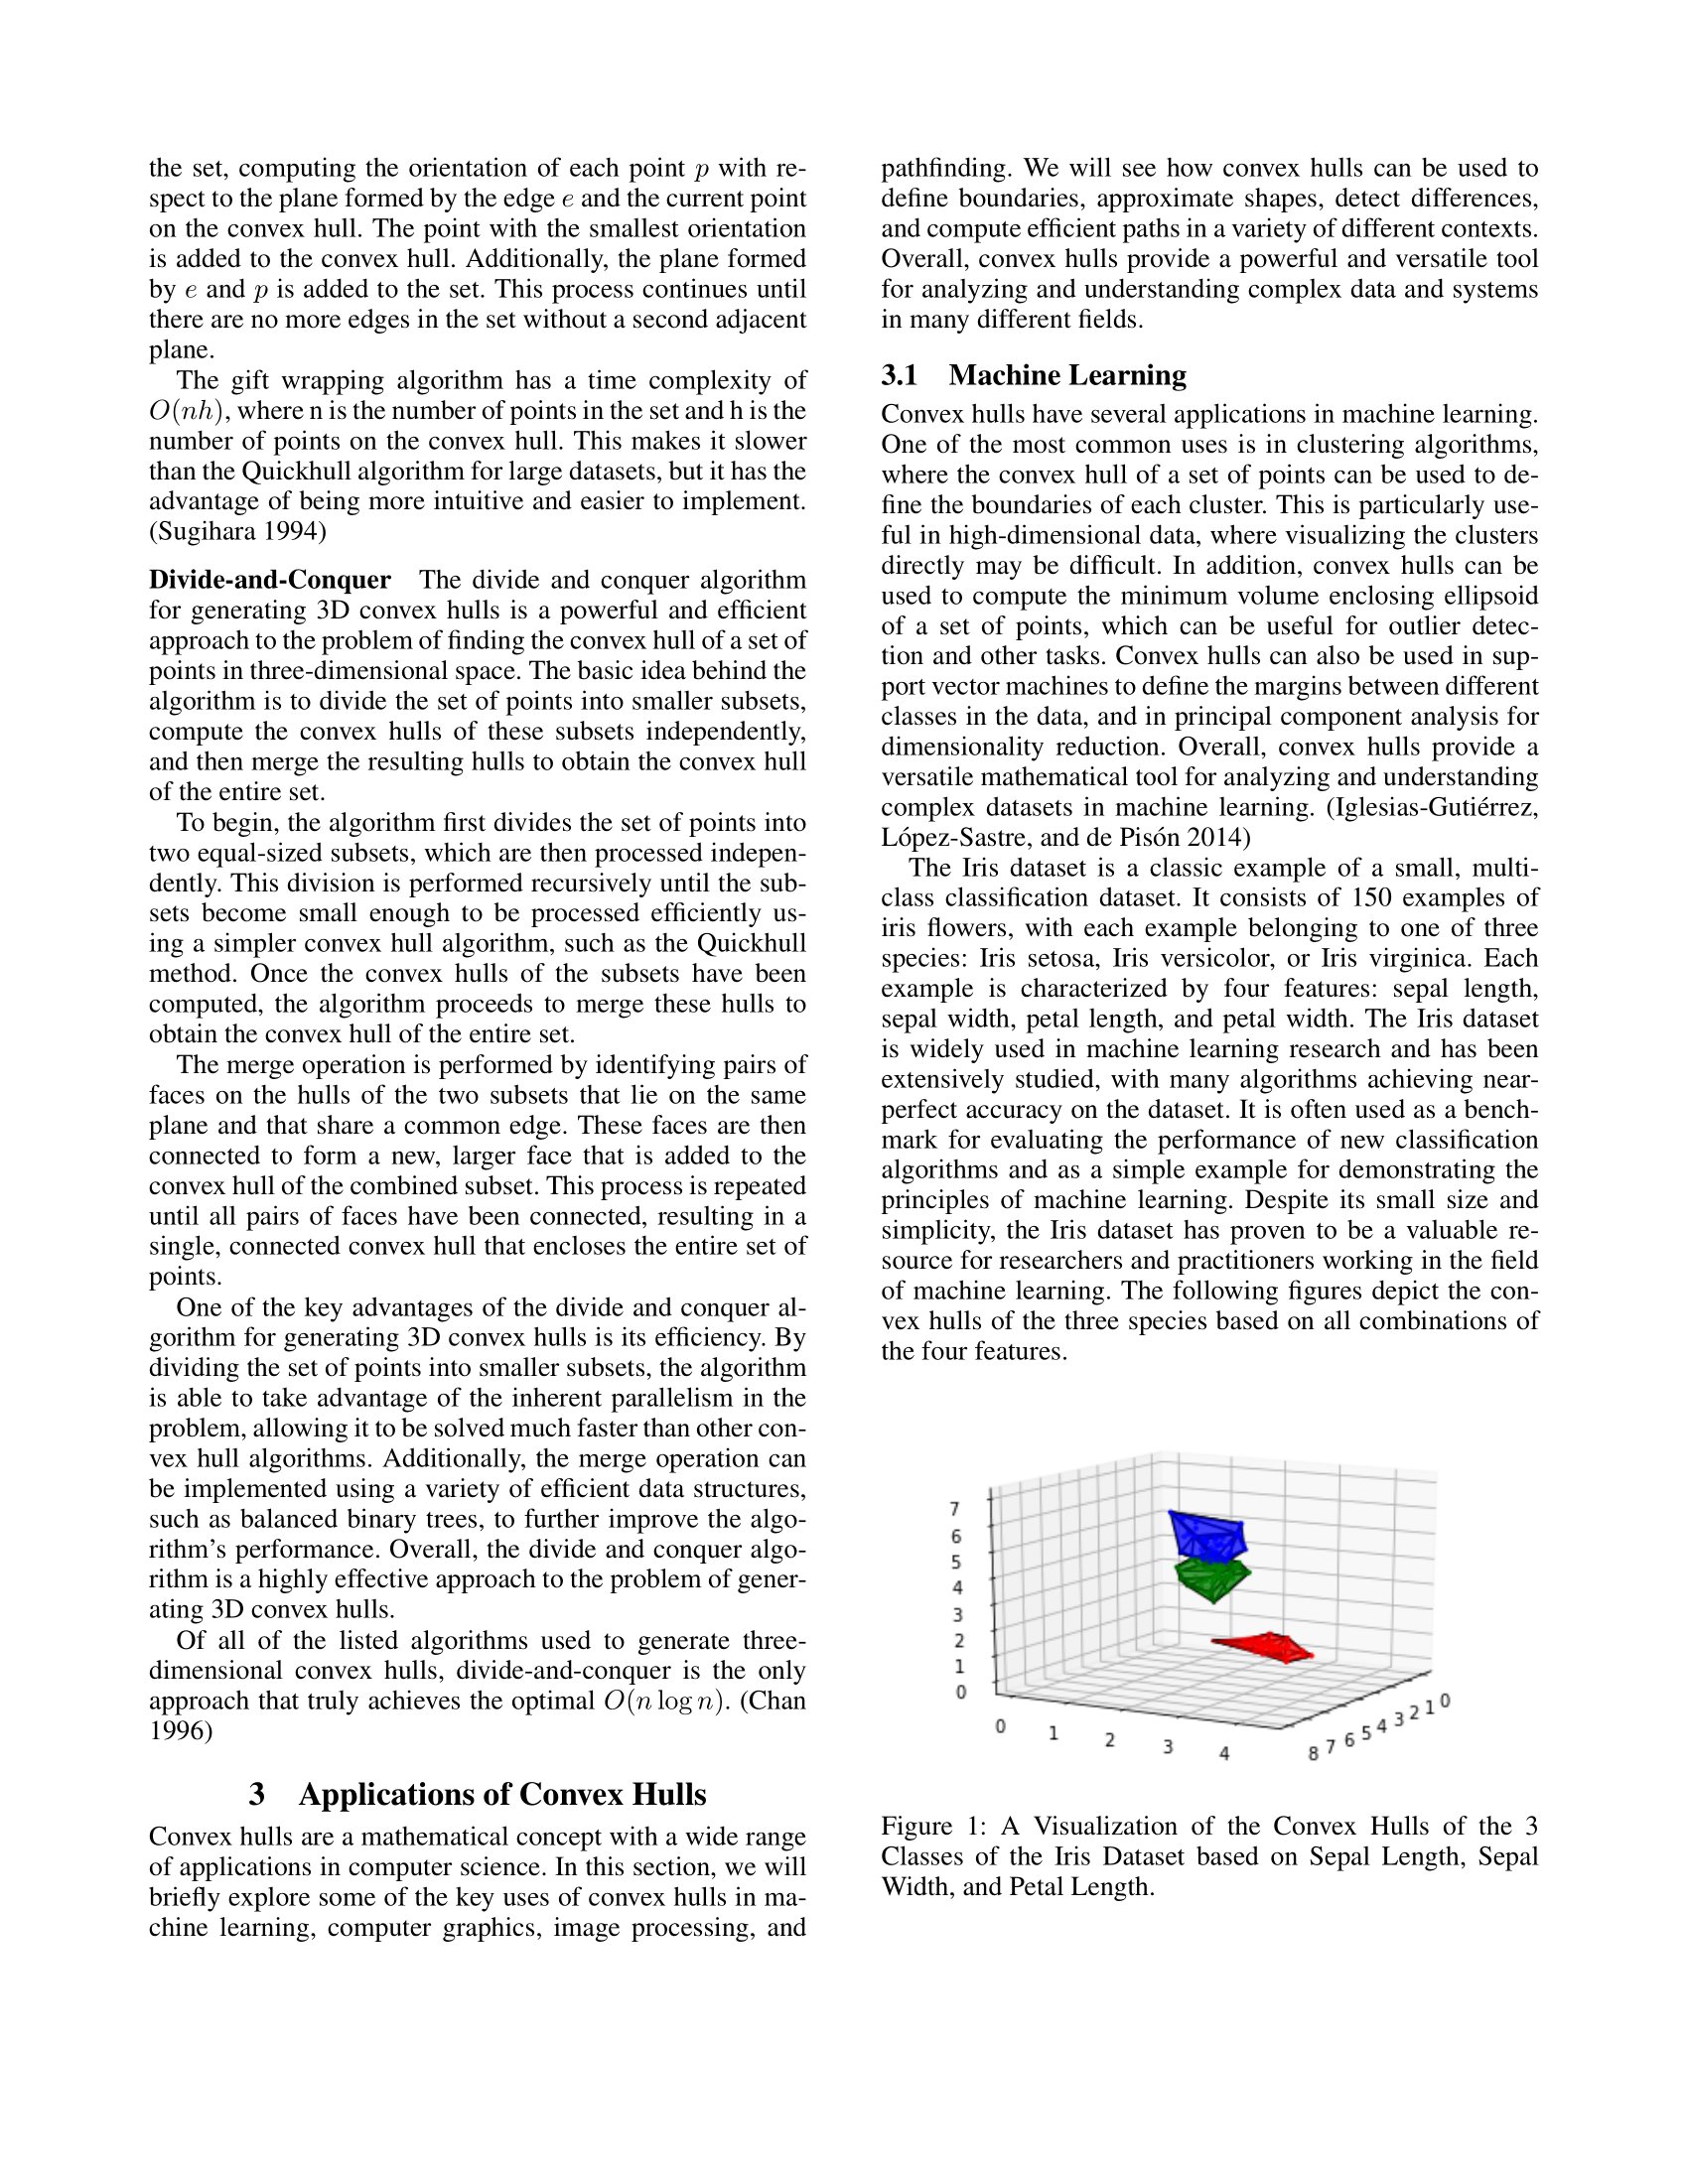 the set, computing the orientation of each point p with re-
spect to the plane formed by the edge e and the current point
on the convex hull. The point with the smallest orientation
is added to the convex hull. Additionally, the plane formed
by e and p is added to the set. This process continues until
there are no more edges in the set without a second adjacent
plane.
The gift wrapping algorithm has a time complexity of
O(nh), where n is the number of points in the set and h is the
number of points on the convex hull. This makes it slower
than the Quickhull algorithm for large datasets, but it has the
advantage of being more intuitive and easier to implement.
(Sugihara 1994)
Divide-and-Conquer The divide and conquer algorithm
for generating 3D convex hulls is a powerful and efficient
approach to the problem of finding the convex hull of a set of
points in three-dimensional space. The basic idea behind the
algorithm is to divide the set of points into smaller subsets,
compute the convex hulls of these subsets independently,
and then merge the resulting hulls to obtain the convex hull
of the entire set.
To begin, the algorithm first divides the set of points into
two equal-sized subsets, which are then processed indepen-
dently. This division is performed recursively until the sub-
sets become small enough to be processed efficiently us-
ing a simpler convex hull algorithm, such as the Quickhull
method. Once the convex hulls of the subsets have been
computed, the algorithm proceeds to merge these hulls to
obtain the convex hull of the entire set.
The merge operation is performed by identifying pairs of
faces on the hulls of the two subsets that lie on the same
plane and that share a common edge. These faces are then
connected to form a new, larger face that is added to the
convex hull of the combined subset. This process is repeated
until all pairs of faces have been connected, resulting in a
single, connected convex hull that encloses the entire set of
points.
One of the key advantages of the divide and conquer al-
gorithm for generating 3D convex hulls is its efficiency. By
dividing the set of points into smaller subsets, the algorithm
is able to take advantage of the inherent parallelism in the
problem, allowing it to be solved much faster than other con-
vex hull algorithms. Additionally, the merge operation can
be implemented using a variety of efficient data structures,
such as balanced binary trees, to further improve the algo-
rithm's performance. Overall, the divide and conquer algo-
rithm is a highly effective approach to the problem of gener-
ating 3D convex hulls.
Of all of the listed algorithms used to generate three-
dimensional convex hulls, divide-and-conquer is the only
approach that truly achieves the optimal O(n log n). (Chan
1996)
3 Applications of Convex Hulls
Convex hulls are a mathematical concept with a wide range
of applications in computer science. In this section, we will
briefly explore some of the key uses of convex hulls in ma-
chine learning, computer graphics, image processing, and
pathfinding. We will see how convex hulls can be used to
define boundaries, approximate shapes, detect differences,
and compute efficient paths in a variety of different contexts.
Overall, convex hulls provide a powerful and versatile tool
for analyzing and understanding complex data and systems
in many different fields.
3.1 Machine Learning
Convex hulls have several applications in machine learning.
One of the most common uses is in clustering algorithms,
where the convex hull of a set of points can be used to de-
fine the boundaries of each cluster. This is particularly use-
ful in high-dimensional data, where visualizing the clusters
directly may be difficult. In addition, convex hulls can be
used to compute the minimum volume enclosing ellipsoid
of a set of points, which can be useful for outlier detec-
tion and other tasks. Convex hulls can also be used in sup-
port vector machines to define the margins between different
classes in the data, and in principal component analysis for
dimensionality reduction. Overall, convex hulls provide a
versatile mathematical tool for analyzing and understanding
complex datasets in machine learning. (Iglesias-Gutiérrez,
López-Sastre, and de Pisón 2014)
The Iris dataset is a classic example of a small, multi-
class classification dataset. It consists of 150 examples of
iris flowers, with each example belonging to one of three
species: Iris setosa, Iris versicolor, or Iris virginica. Each
example is characterized by four features: sepal length,
sepal width, petal length, and petal width. The Iris dataset
is widely used in machine learning research and has been
extensively studied, with many algorithms achieving near-
perfect accuracy on the dataset. It is often used as a bench-
mark for evaluating the performance of new classification
algorithms and as a simple example for demonstrating the
principles of machine learning. Despite its small size and
simplicity, the Iris dataset has proven to be a valuable re-
source for researchers and practitioners working in the field
of machine learning. The following figures depict the con-
vex hulls of the three species based on all combinations of
the four features.
7
6
5
4
3
2
1
0
0 1 2 3 4
8 7 6 5 4 3 2 1 0
Figure 1: A Visualization of the Convex Hulls of the 3
Classes of the Iris Dataset based on Sepal Length, Sepal
Width, and Petal Length.